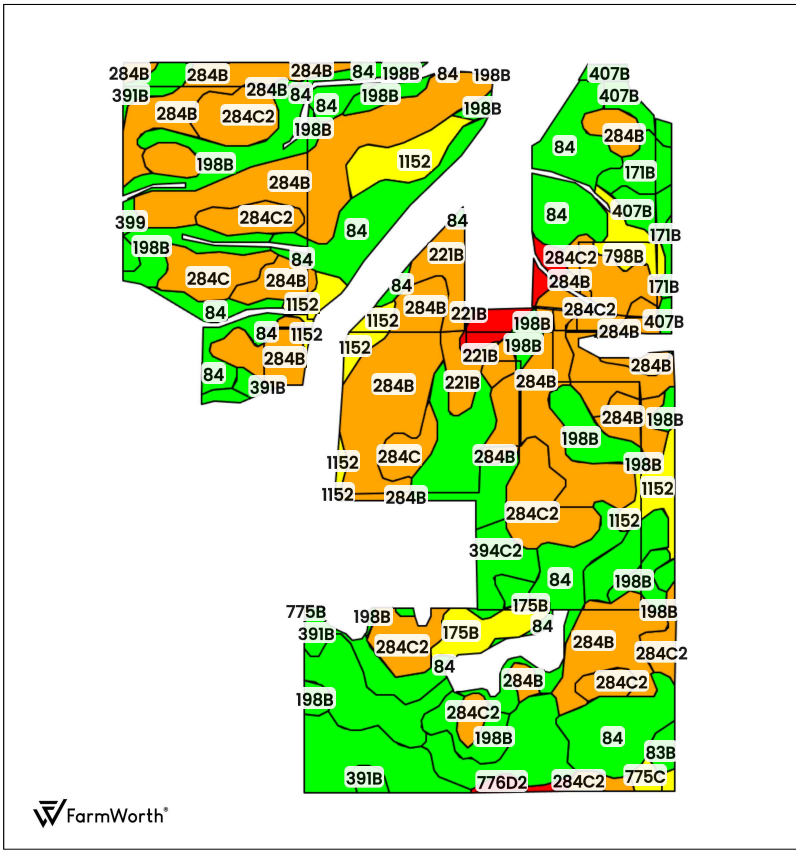 284B 284B 284B 84 198B 84 198B 407B
391B 284B 84 198B 407B
284B 284C2 84 198B
198B 284B
198B 1152 84 171B
284B
399 284C2 84 84 84 407B
198B 84 221B 284C2 798B 171B
284C 284B 84 284B 171B
84 1152 284B 221B 284C2
84 1152 1152 198B 284B 407B
284B 1152 221B 198B
84 391B 284B 221B 284B 284B
284B 198B
198B
1152 284C 284B 198B
1152 284B 1152
284C2 1152
394C2
84 198B
775B 198B 175B 198B
391B 284C2 175B 84 284B 284C2
84
284B 284C2
198B 284C2
198B 84
83B
391B 776D2 284C2 775C
FarmWorth®